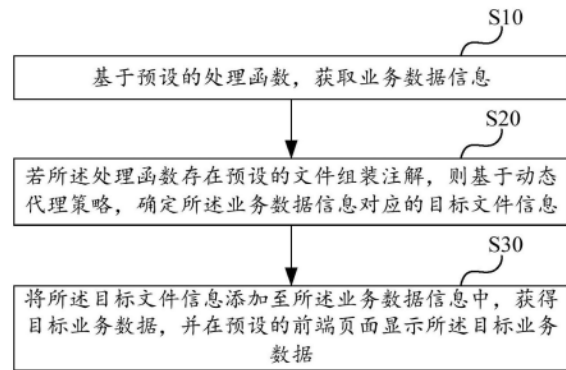 S10
基于预设的处理函数，获取业务数据信息
S20
若所述处理函数存在预设的文件组装注解，则基于动态
代理策略，确定所述业务数据信息对应的目标文件信息
S30
将所述目标文件信息添加至所述业务数据信息中，获得
目标业务数据，并在预设的前端页面显示所述目标业务
数据